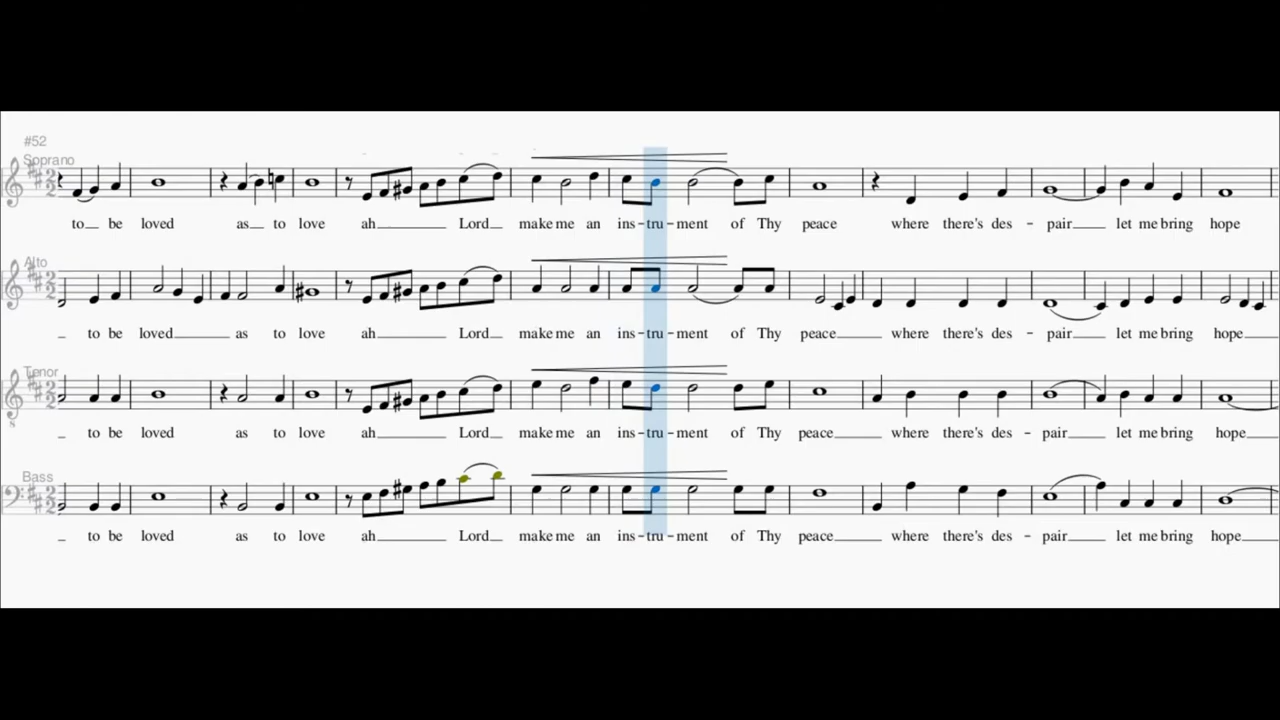 #52
Soprano
to be loved as to love ah Lord make me an ins-tru-ment of Thy peace where there's des-pair let me bring hope
Alto
to be loved as to love ah Lord make me an ins-tru-ment of Thy peace where there's des-pair let me bring hope
Tenor
8
to be loved as to love ah Lord make me an ins-tru-ment of Thy peace where there's des-pair let me bring hope
Bass
to be loved as to love ah Lord make me an ins-tru-ment of Thy peace where there's des-pair let me bring hope